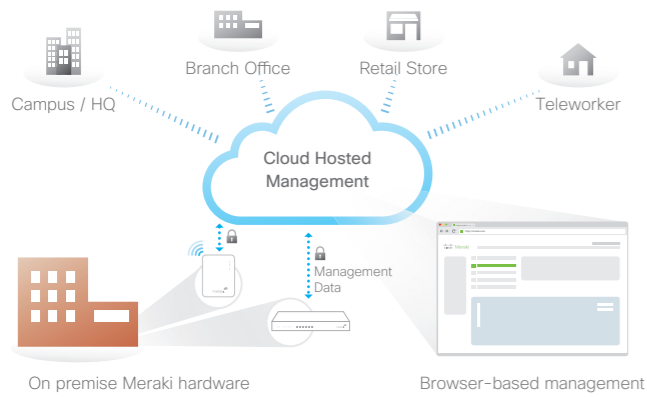 Branch Office
Retail Store
Campus / HQ
Teleworker
Cloud Hosted
Management
Management
Data
On premise Meraki hardware
Browser-based management